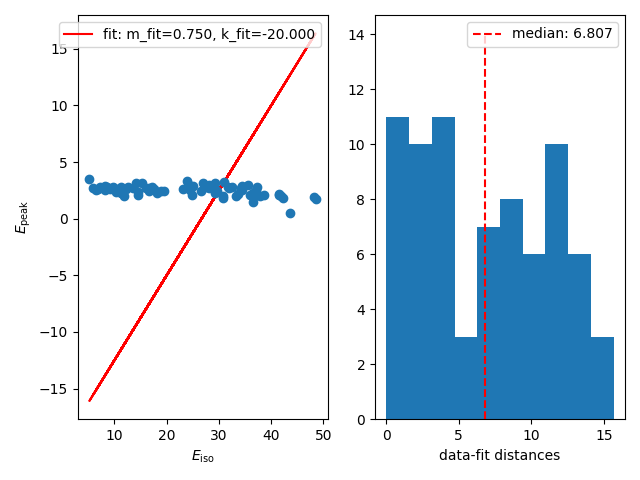 fit: m_fit=0.750, k_fit=-20.000
15
10
5
0
−5
−10
−15
E_peak
10 20 30 40 50
E_iso
median: 6.807
14
12
10
8
6
4
2
0
0 5 10 15
data-fit distances